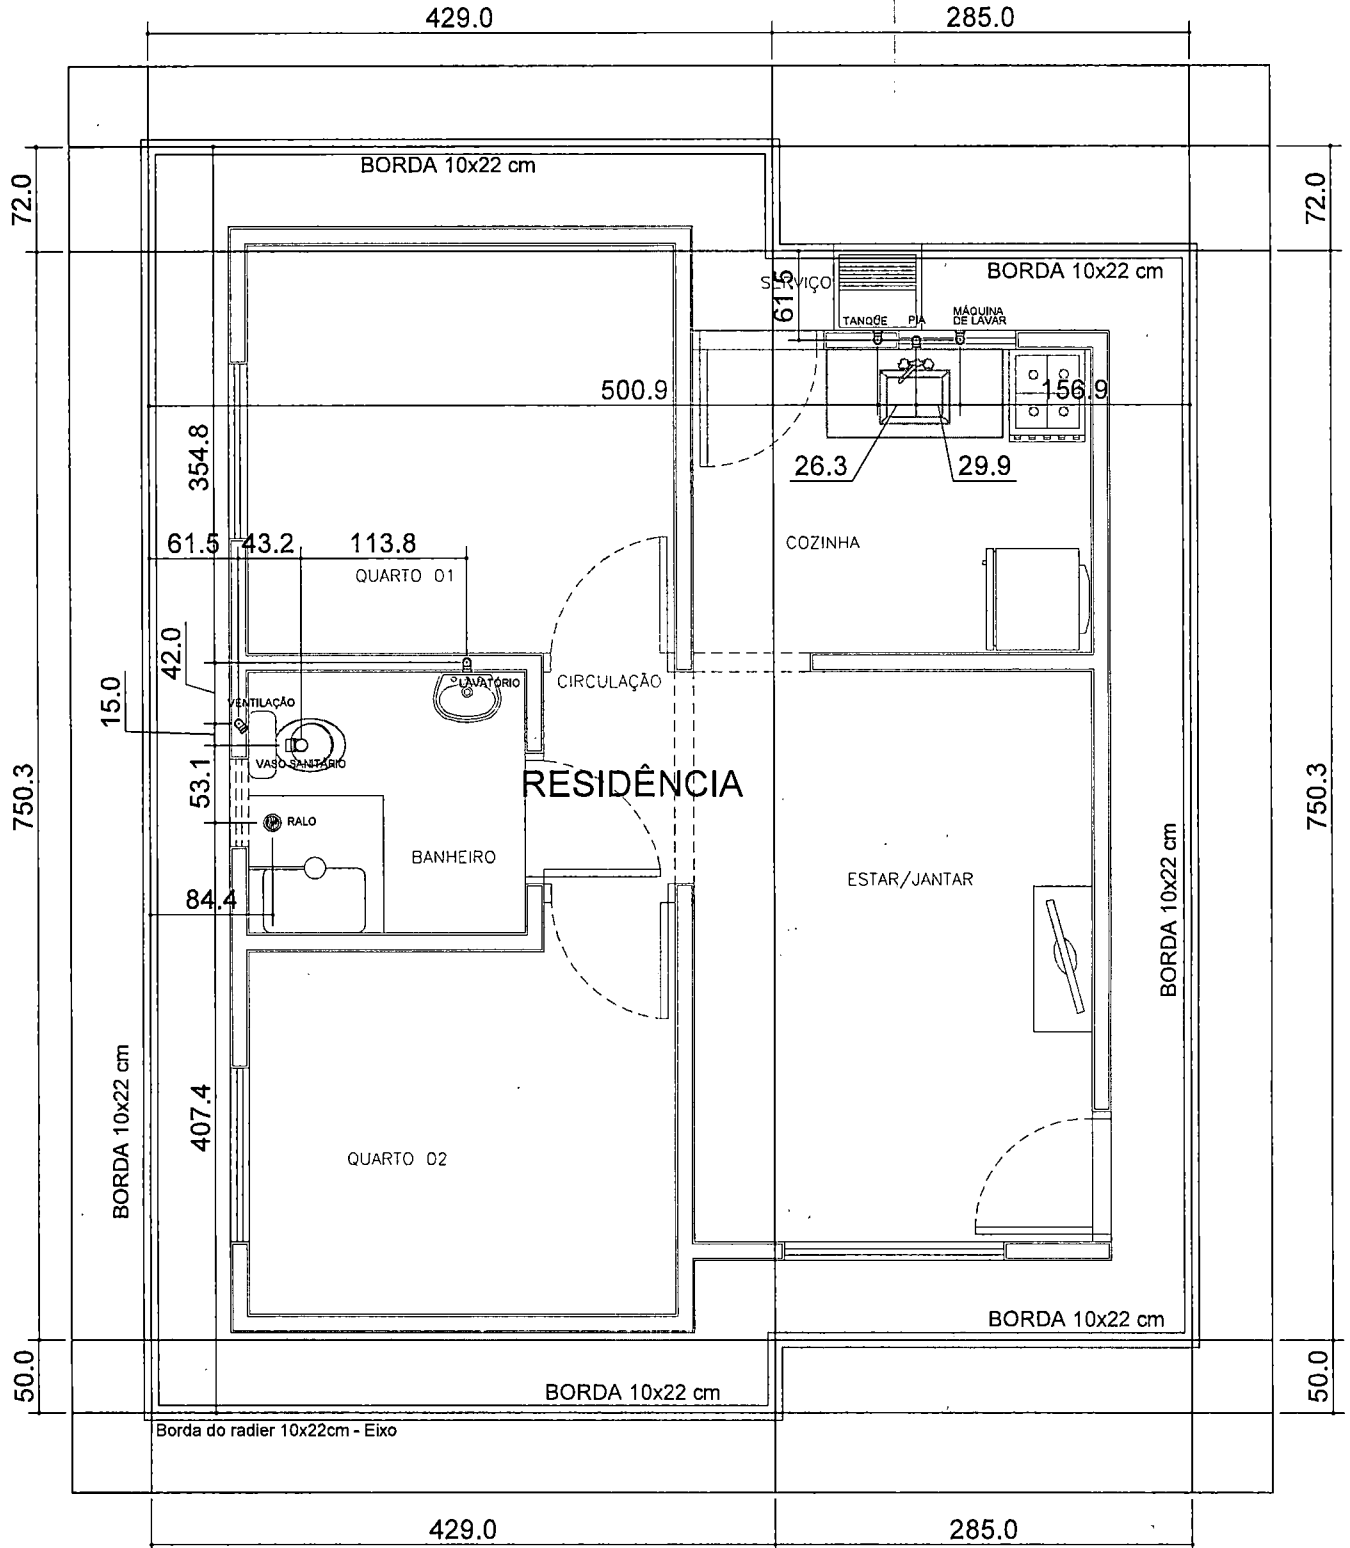 429.0
285.0
BORDA 10x22 cm
72.0
72.0
BORDA 10x22 cm
SERVIÇO
61.5
TANQUE
PIA
MÁQUINA
DE LAVAR
500.9
156.9
354.8
26.3
29.9
61.5
43.2
113.8
COZINHA
QUARTO 01
42.0
LAVATÓRIO
CIRCULAÇÃO
15.0
VENTILAÇÃO
VASO SANITÁRIO
RESIDÊNCIA
53.1
750.3
750.3
RALO
BANHEIRO
ESTAR/JANTAR
84.4
BORDA 10x22 cm
BORDA 10x22 cm
407.4
QUARTO 02
BORDA 10x22 cm
50.0
50.0
BORDA 10x22 cm
Borda do radier 10x22cm - Eixo
429.0
285.0